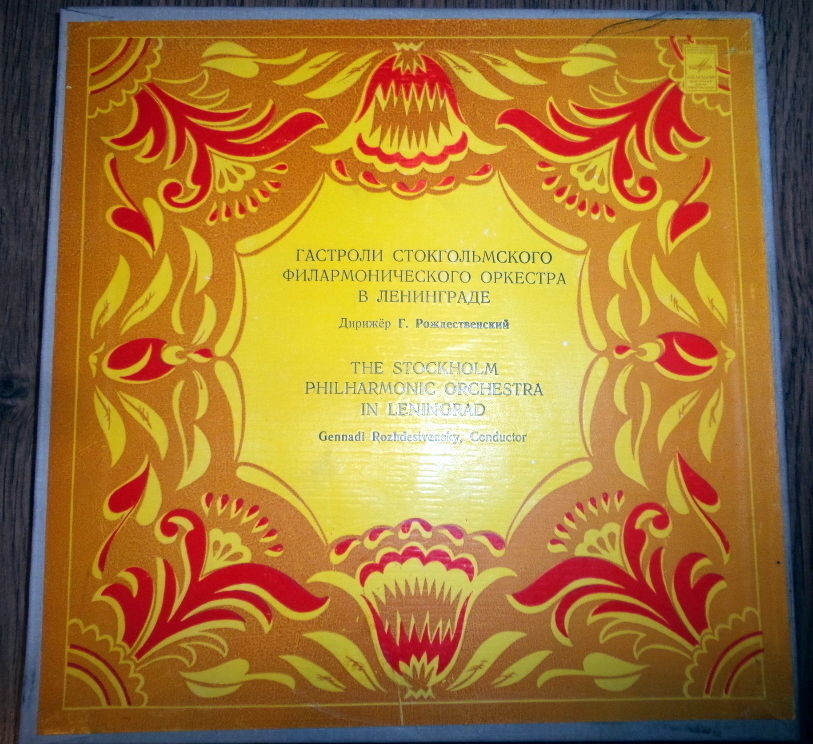 ГАСТРОЛИ СТОКГОЛЬМСКОГО
ФИЛАРМОНИЧЕСКОГО ОРКЕСТРА
В ЛЕНИНГРАДЕ
Дирижёр Г. Рождественский
THE STOCKHOLM
PHILHARMONIC ORCHESTRA
IN LENINGRAD
Gennadi Rozhdestvensky, Conductor